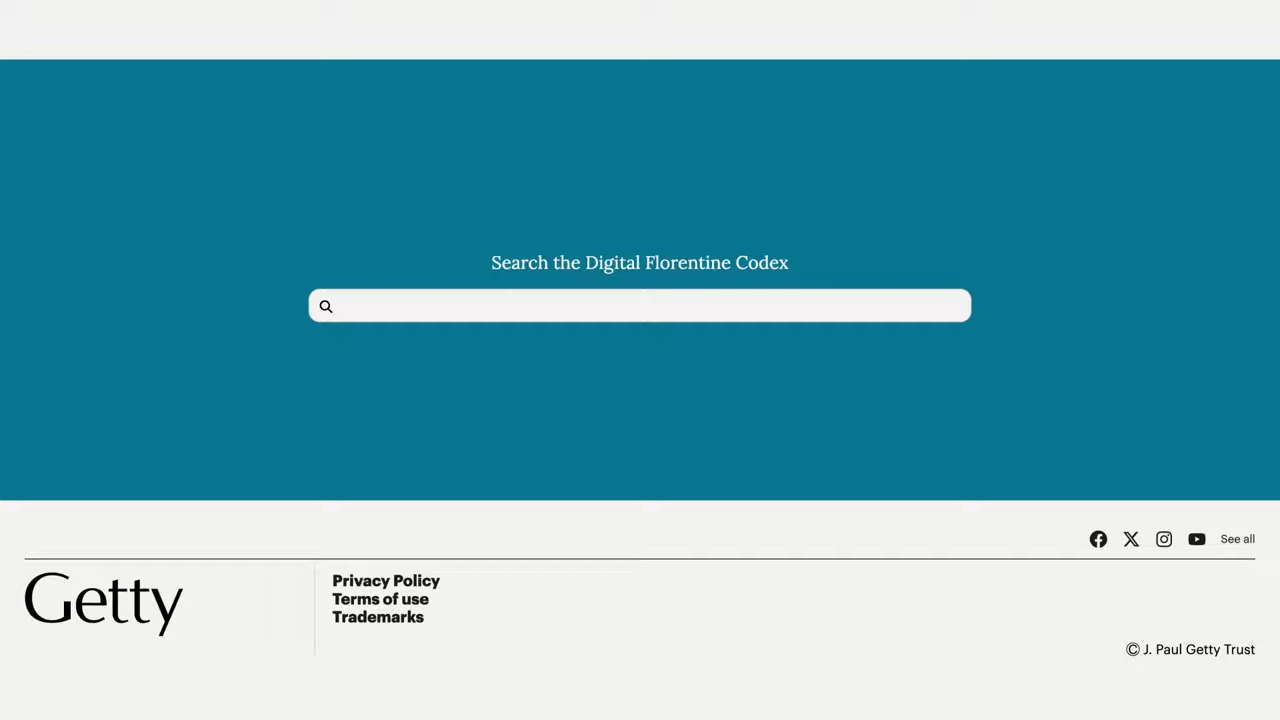 Search the Digital Florentine Codex
See all
Getty
Privacy Policy
Terms of use
Trademarks
© J. Paul Getty Trust